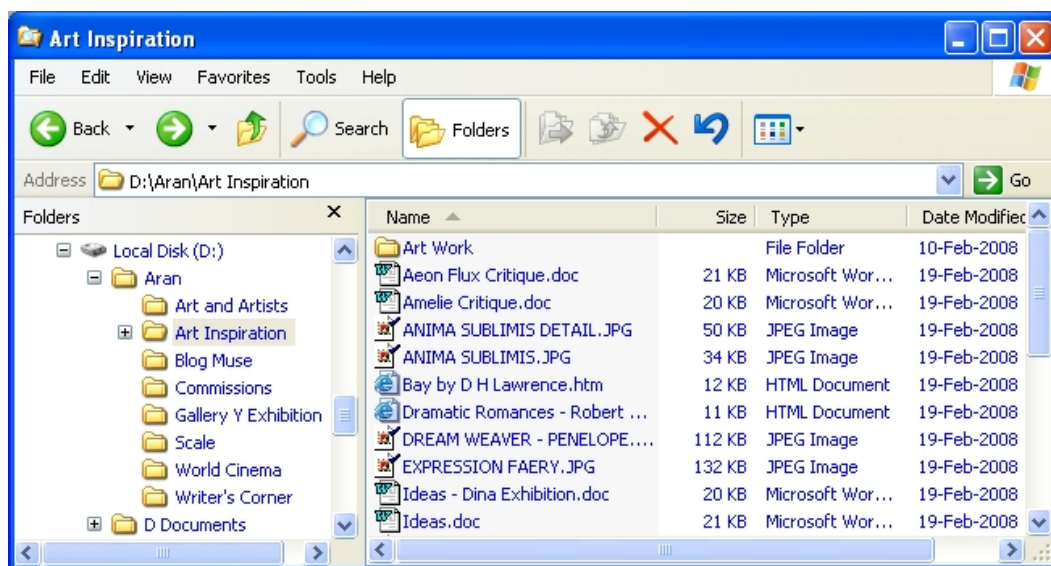 Art Inspiration
File Edit View Favorites Tools Help
Back Search Folders
Address D:\Aran\Art Inspiration Go
Folders Name Size Type Date Modified
Local Disk (D:) Art Work File Folder 10-Feb-2008
Aran Aeon Flux Critique.doc 21 KB Microsoft Wor... 19-Feb-2008
Art and Artists Amelie Critique.doc 20 KB Microsoft Wor... 19-Feb-2008
Art Inspiration ANIMA SUBLIMIS DETAIL.JPG 50 KB JPEG Image 19-Feb-2008
Blog Muse ANIMA SUBLIMIS.JPG 34 KB JPEG Image 19-Feb-2008
Commissions Bay by D H Lawrence.htm 12 KB HTML Document 19-Feb-2008
Gallery Y Exhibition Dramatic Romances - Robert ... 11 KB HTML Document 19-Feb-2008
Scale DREAM WEAVER - PENELOPE.... 112 KB JPEG Image 19-Feb-2008
World Cinema EXPRESSION FAERY.JPG 132 KB JPEG Image 19-Feb-2008
Writer's Corner Ideas - Dina Exhibition.doc 20 KB Microsoft Wor... 19-Feb-2008
D Documents Ideas.doc 21 KB Microsoft Wor... 19-Feb-2008